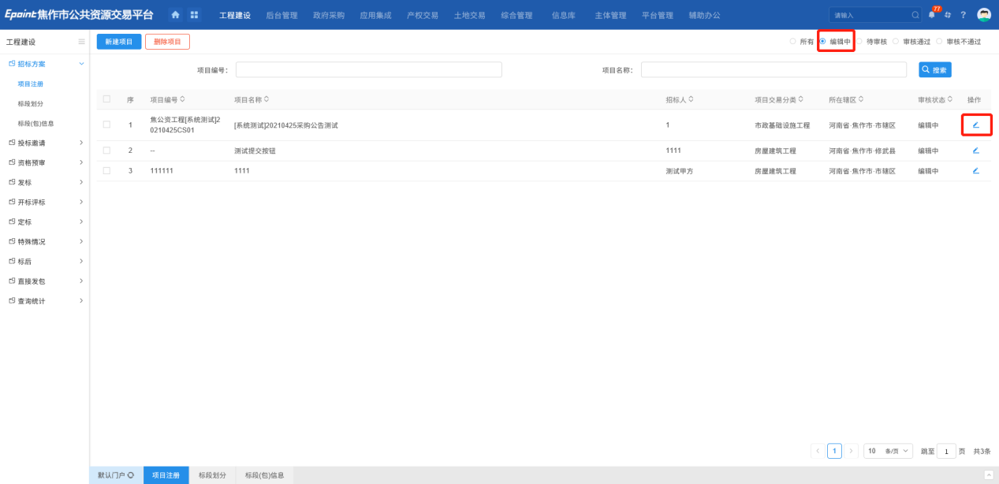 Epoint焦作市公共资源交易平台 工程建设 后台管理 政府采购 应用集成 产权交易 土地交易 综合管理 信息库 主体管理 平台管理 辅助办公 请输入 77 ?
工程建设
招标方案
项目注册
标段划分
标段(包)信息
投标邀请
资格预审
发标
开标评标
定标
特殊情况
标后
直接发包
查询统计
新建项目 删除项目 所有 编辑中 待审核 审核通过 审核不通过
项目编号: 项目名称: 搜索
序 项目编号 项目名称 招标人 项目交易分类 所在辖区 审核状态 操作
1 焦公资工程[系统测试]2
0210425CS01 [系统测试]20210425采购公告测试 1 市政基础设施工程 河南省·焦作市·市辖区 编辑中
2 -- 测试提交按钮 1111 房屋建筑工程 河南省·焦作市·修武县 编辑中
3 111111 1111 测试甲方 房屋建筑工程 河南省·焦作市·市辖区 编辑中
1 10 条/页 跳至 1 页 共3条
默认门户 项目注册 标段划分 标段(包)信息